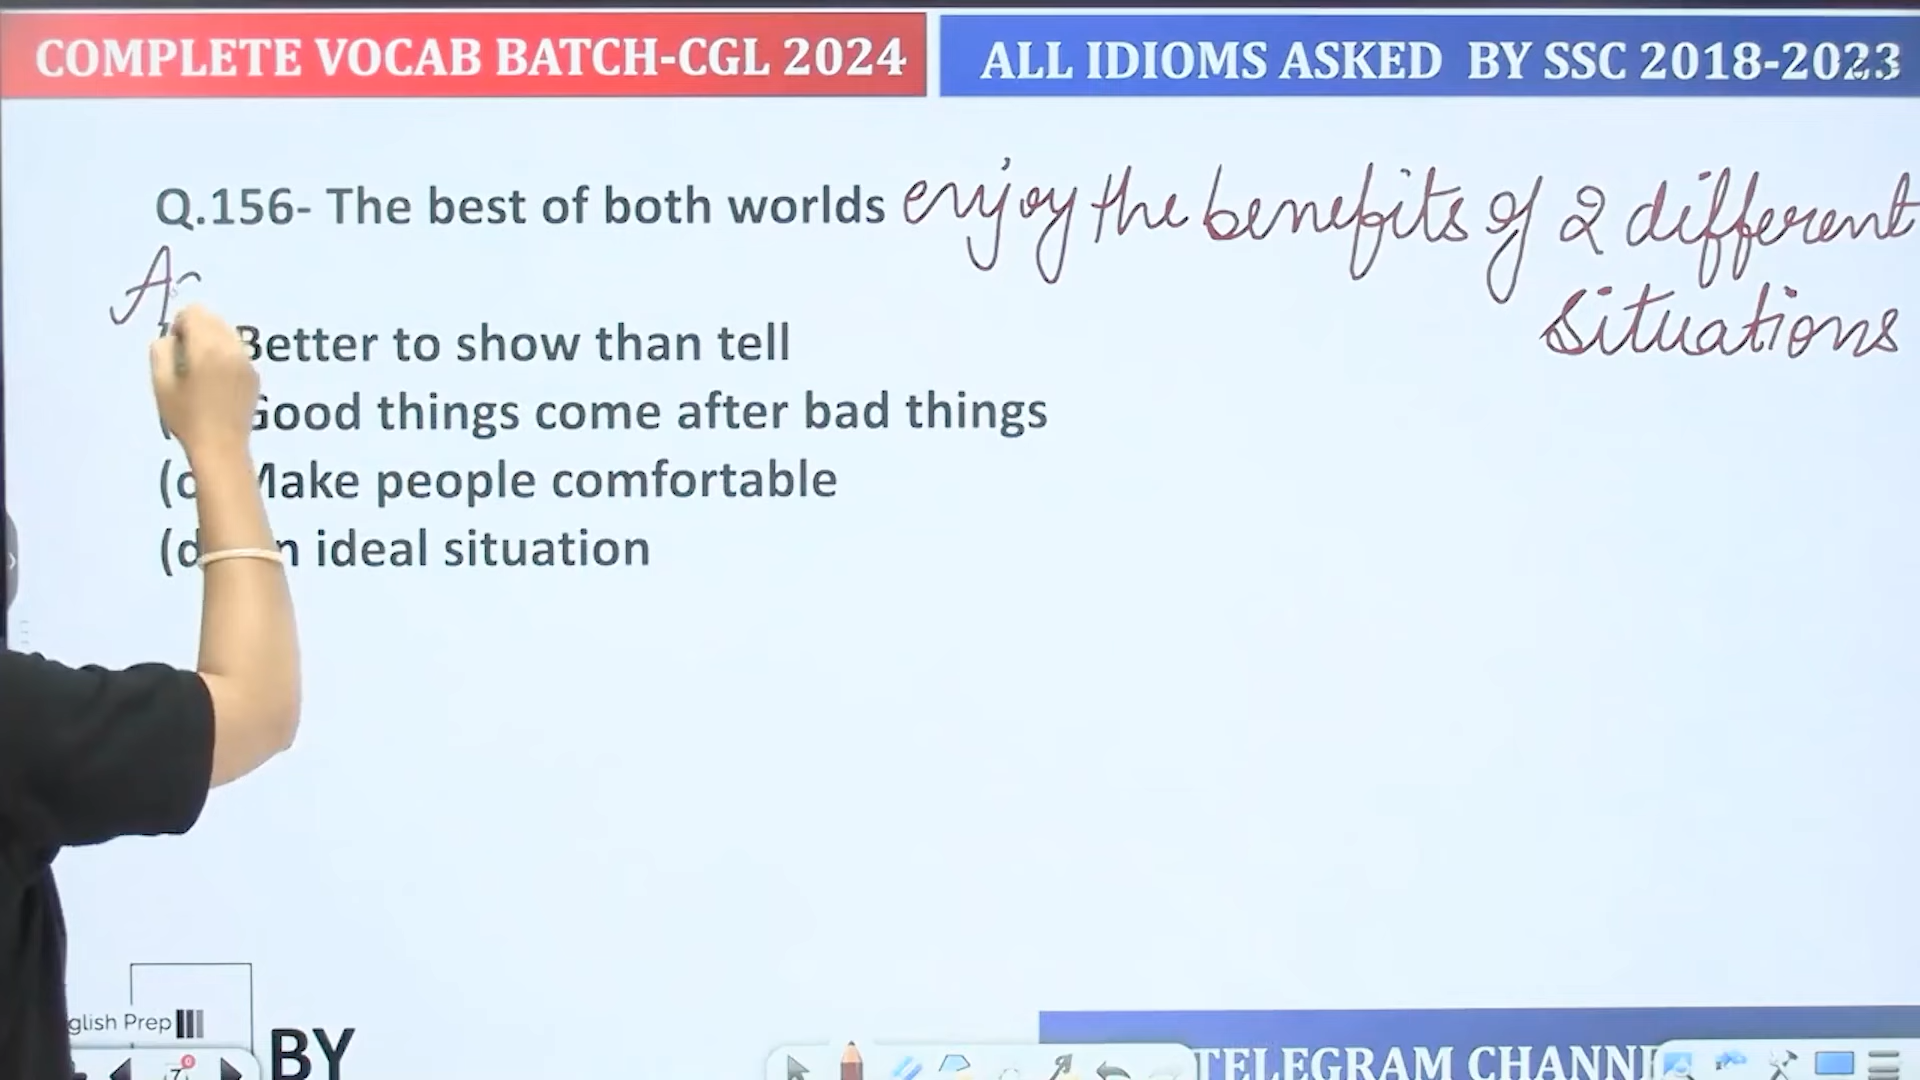 COMPLETE VOCAB BATCH-CGL 2024
ALL IDIOMS ASKED BY SSC 2018-2023
Q.156- The best of both worlds enjoy the benefits of 2 different
situations
Better to show than tell
Good things come after bad things
Make people comfortable
ideal situation
glish Prep
BY
TELEGRAM CHANNE